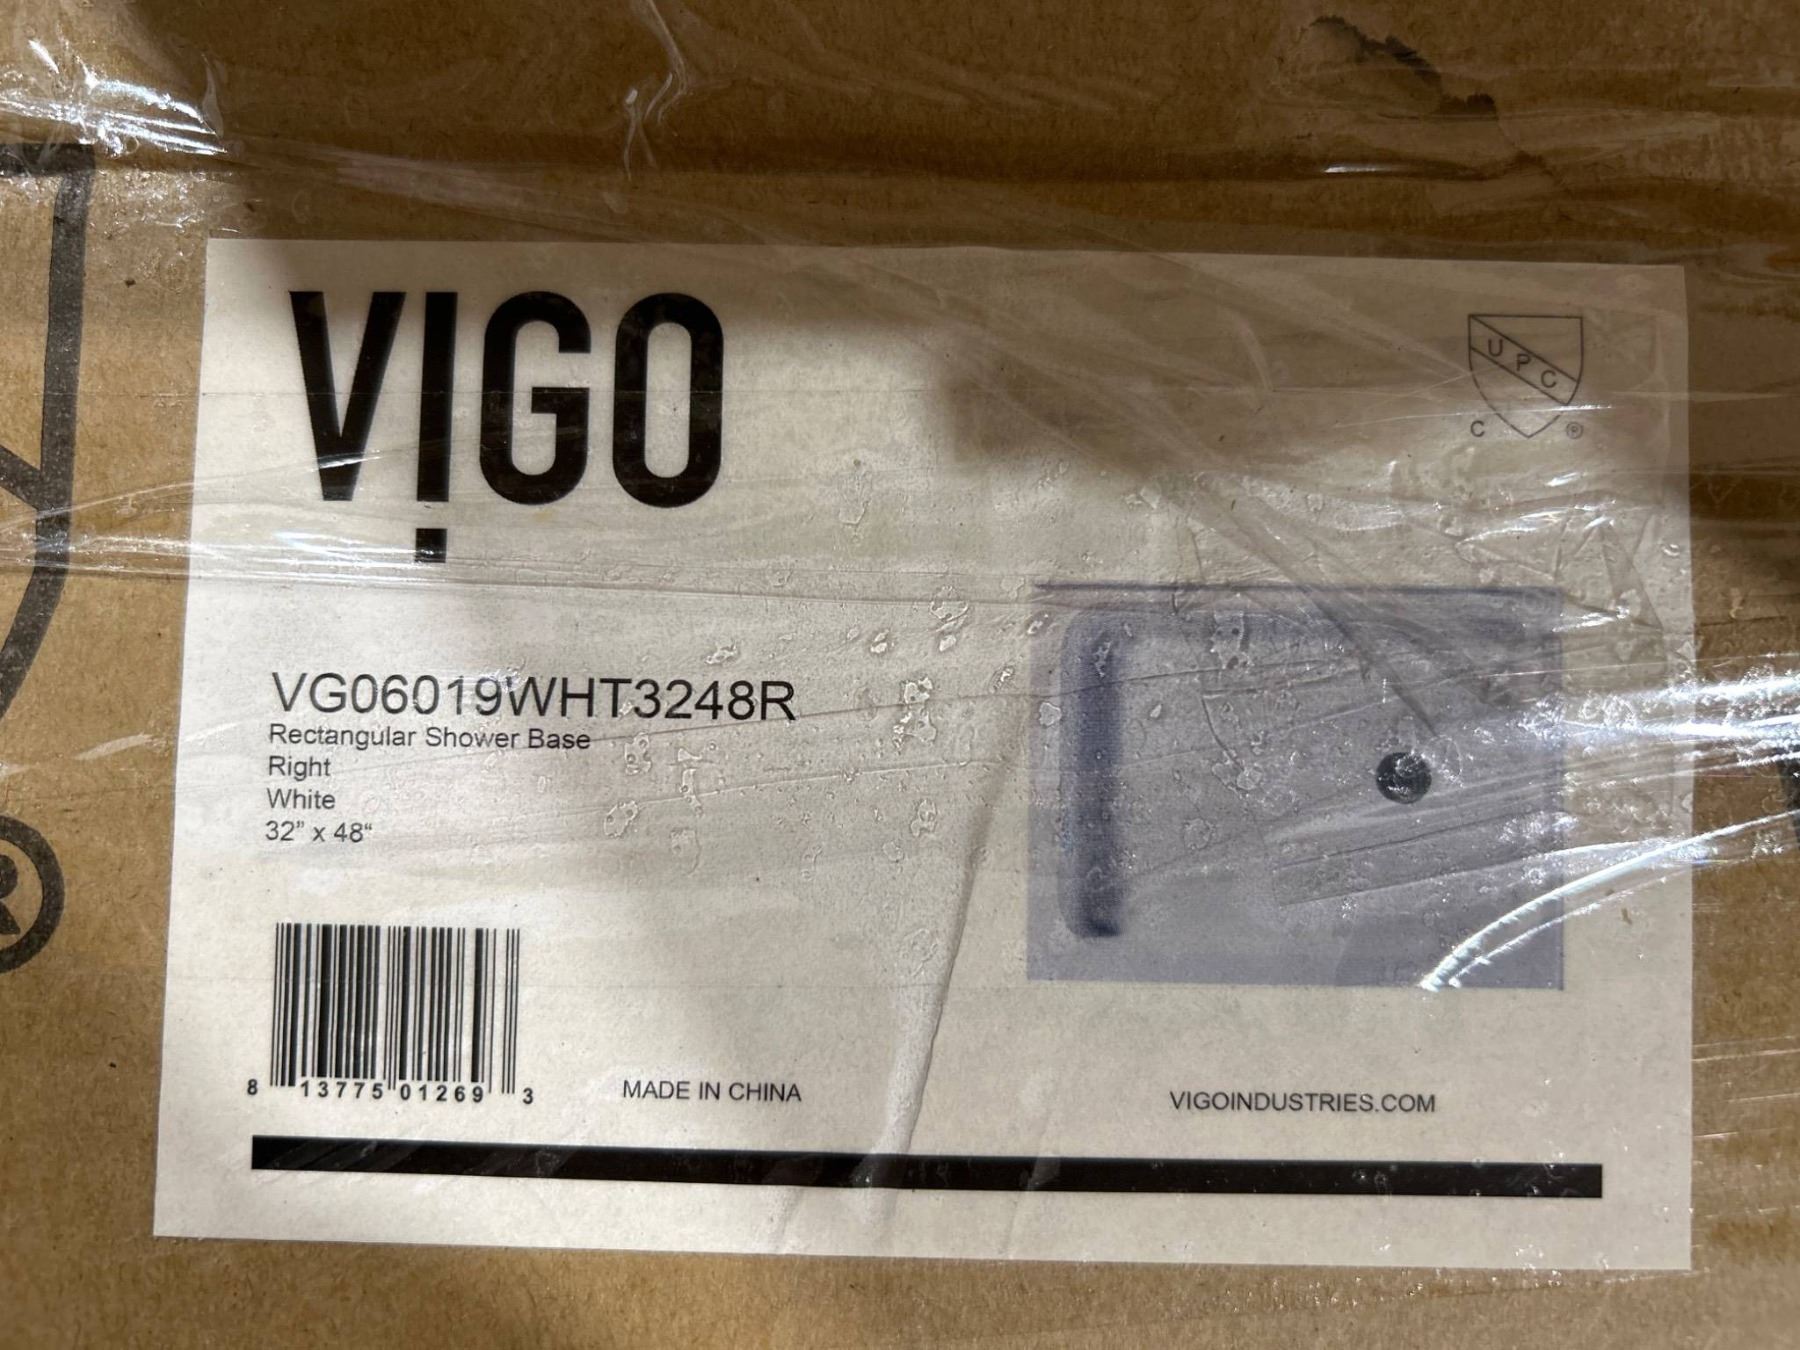 VIGO
UPC
C ®
VG06019WHT3248R
Rectangular Shower Base
Right
White
32” x 48“
8 13775 01269 3
MADE IN CHINA
VIGOINDUSTRIES.COM
R